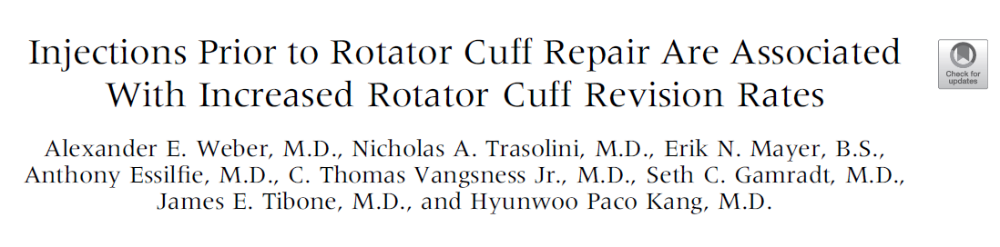 Injections Prior to Rotator Cuff Repair Are Associated
With Increased Rotator Cuff Revision Rates
Check for
updates
Alexander E. Weber, M.D., Nicholas A. Trasolini, M.D., Erik N. Mayer, B.S.,
Anthony Essilfie, M.D., C. Thomas Vangsness Jr., M.D., Seth C. Gamradt, M.D.,
James E. Tibone, M.D., and Hyunwoo Paco Kang, M.D.